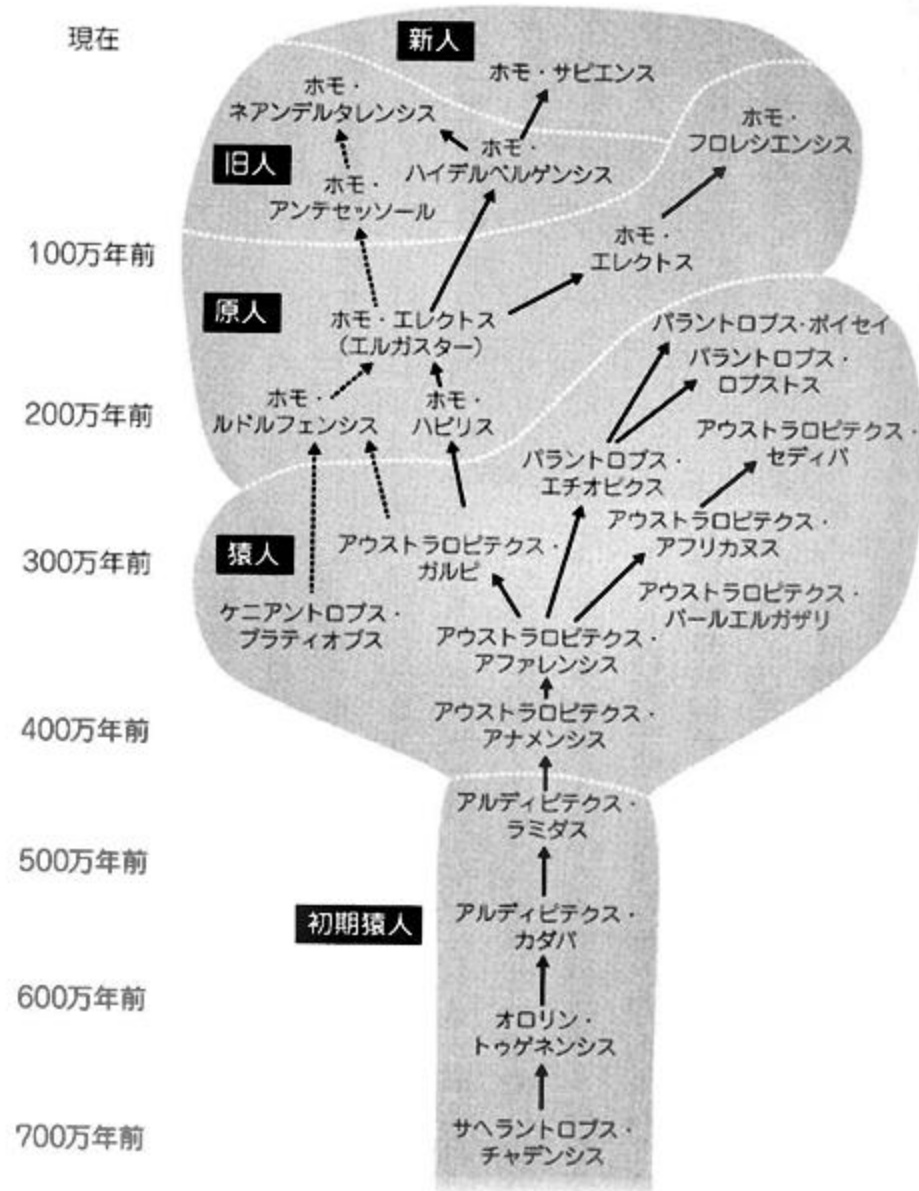 現在
新人
ホモ・サピエンス
ホモ・
ネアンデルタレンシス
ホモ・
フロレシエンシス
旧人
ホモ・
ハイデルベルゲンシス
ホモ・
アンテセッソール
100万年前
ホモ・
エレクトス
原人
ホモ・エレクトス
(エルガスター)
パラントロプス・ボイセイ
パラントロプス・
ロブストス
200万年前
ホモ・
ルドルフェンシス
ホモ・
ハビリス
アウストラロピテクス・
セディバ
パラントロプス・
エチオピクス
300万年前
猿人
アウストラロピテクス・
ガルビ
アウストラロピテクス・
アフリカヌス
ケニアントロプス・
プラティオプス
アウストラロピテクス・
バールエルガザリ
アウストラロピテクス・
アファレンシス
400万年前
アウストラロピテクス・
アナメンシス
アルディピテクス・
ラミダス
500万年前
初期猿人
アルディピテクス・
カダバ
600万年前
オロリン・
トゥゲネンシス
700万年前
サヘラントロプス・
チャデンシス